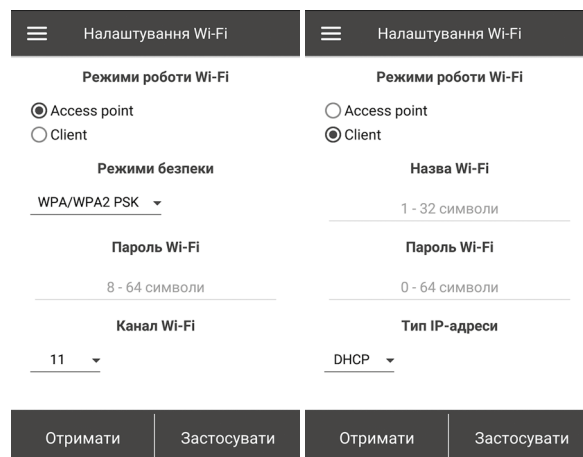 Налаштування Wi-Fi
Режими роботи Wi-Fi
Access point
Client
Режими безпеки
WPA/WPA2 PSK
Пароль Wi-Fi
8 - 64 символи
Канал Wi-Fi
11
Отримати
Застосувати
Налаштування Wi-Fi
Режими роботи Wi-Fi
Access point
Client
Назва Wi-Fi
1 - 32 символи
Пароль Wi-Fi
0 - 64 символи
Тип IP-адреси
DHCP
Отримати
Застосувати